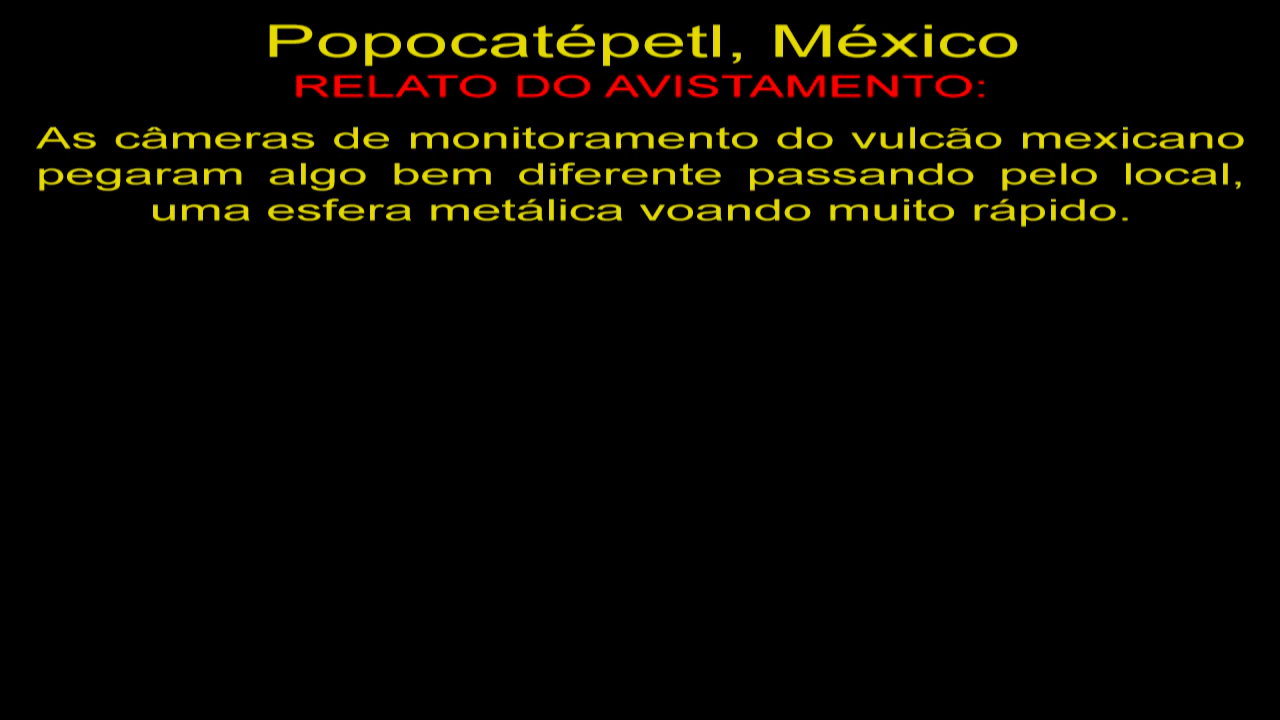 Popocatépetl, México
RELATO DO AVISTAMENTO:
As câmeras de monitoramento do vulcão mexicano
pegaram algo bem diferente passando pelo local,
uma esfera metálica voando muito rápido.